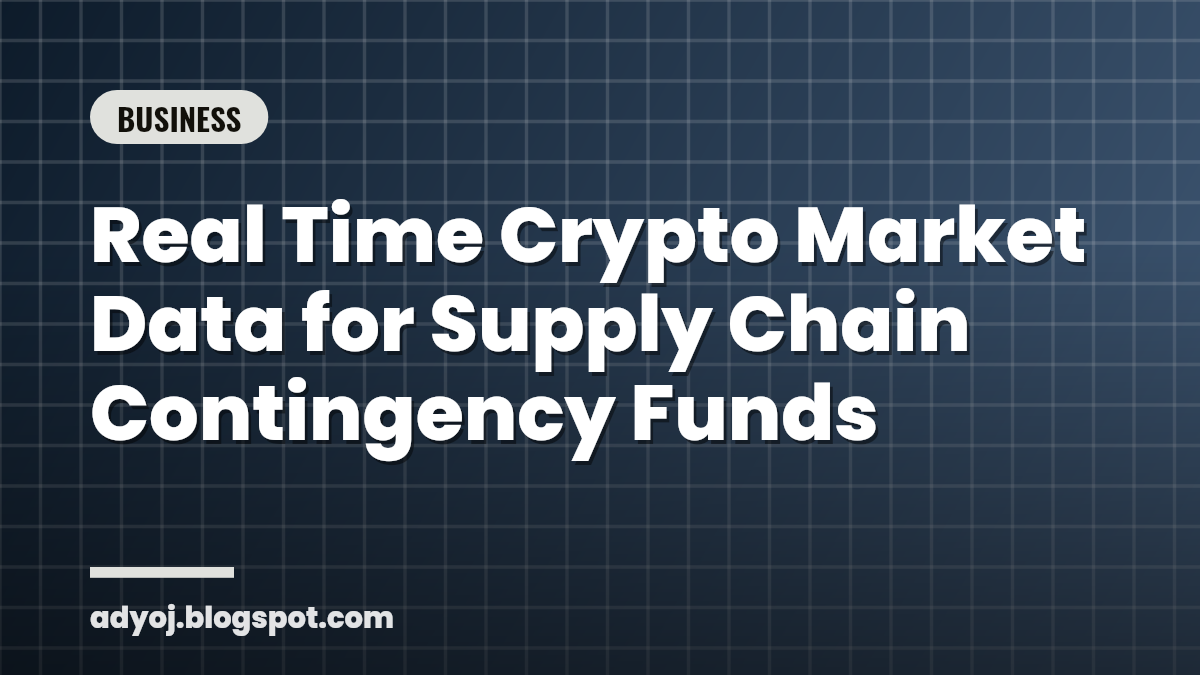 BUSINESS
Real Time Crypto Market
Data for Supply Chain
Contingency Funds
adyoj.blogspot.com